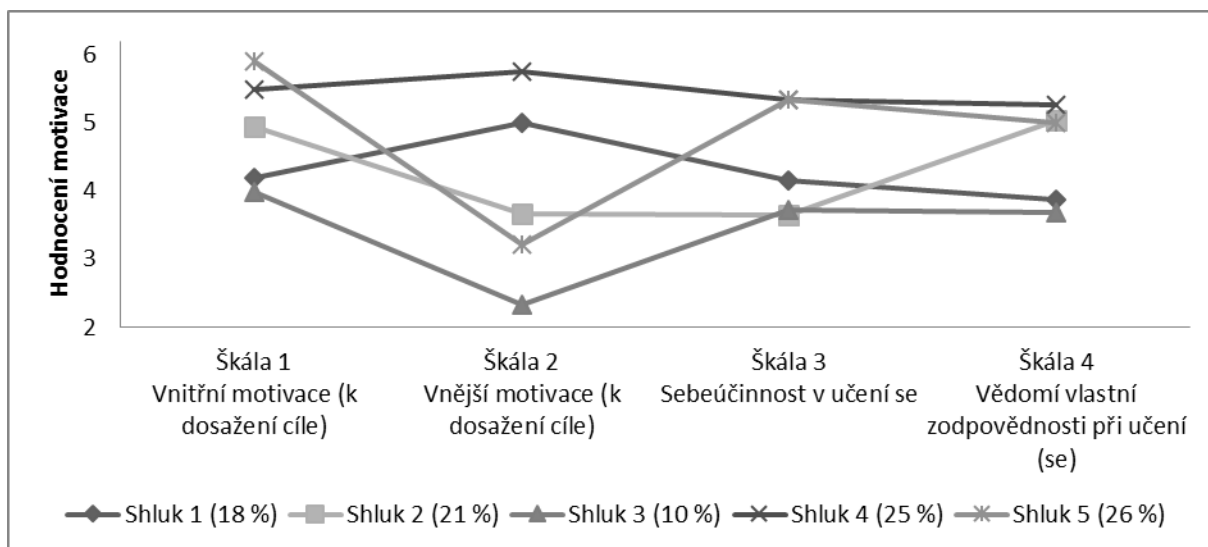 Hodnocení motivace
6
5
4
3
2
Škála 1
Vnitřní motivace (k
dosažení cíle)
Škála 2
Vnější motivace (k
dosažení cíle)
Škála 3
Sebeúčinnost v učení se
Škála 4
Vědomí vlastní
zodpovědnosti při učení
(se)
Shluk 1 (18 %) Shluk 2 (21 %) Shluk 3 (10 %) Shluk 4 (25 %) Shluk 5 (26 %)